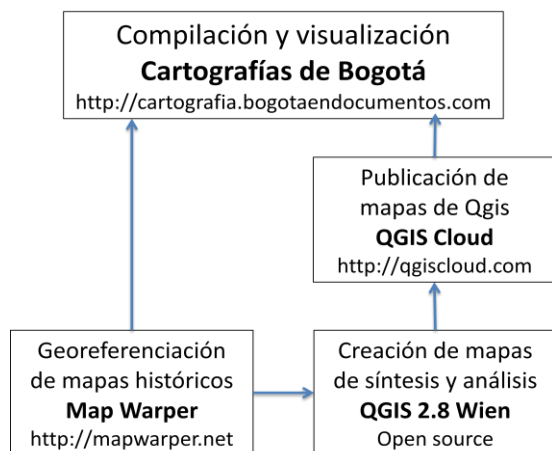 Compilación y visualización
Cartografías de Bogotá
http://cartografia.bogotaendocumentos.com
Publicación de
mapas de Qgis
QGIS Cloud
http://qgiscloud.com
Georeferenciación
de mapas históricos
Map Warper
http://mapwarper.net
Creación de mapas
de síntesis y análisis
QGIS 2.8 Wien
Open source